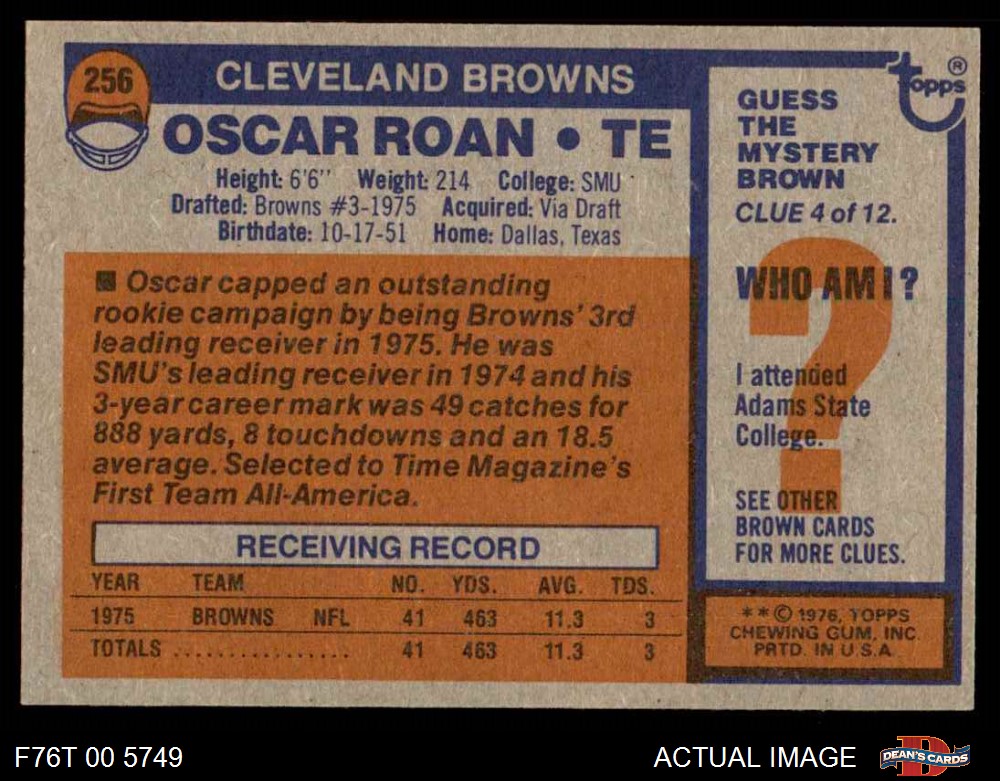 256
CLEVELAND BROWNS
OSCAR ROAN • TE
Height: 6'6" Weight: 214 College: SMU
Drafted: Browns #3-1975 Acquired: Via Draft
Birthdate: 10-17-51 Home: Dallas, Texas
■ Oscar capped an outstanding
rookie campaign by being Browns' 3rd
leading receiver in 1975. He was
SMU's leading receiver in 1974 and his
3-year career mark was 49 catches for
888 yards, 8 touchdowns and an 18.5
average. Selected to Time Magazine's
First Team All-America.
RECEIVING RECORD
YEAR TEAM NO. YDS. AVG. TDS.
1975 BROWNS NFL 41 463 11.3 3
TOTALS ................ 41 463 11.3 3
topps ®
GUESS
THE
MYSTERY
BROWN
CLUE 4 of 12.
WHO AM I ?
I attended
Adams State
College.
SEE OTHER
BROWN CARDS
FOR MORE CLUES.
* * © 1976, TOPPS
CHEWING GUM, INC
PRTD. IN U.S.A
F76T 00 5749
ACTUAL IMAGE
DEAN'S CARDS